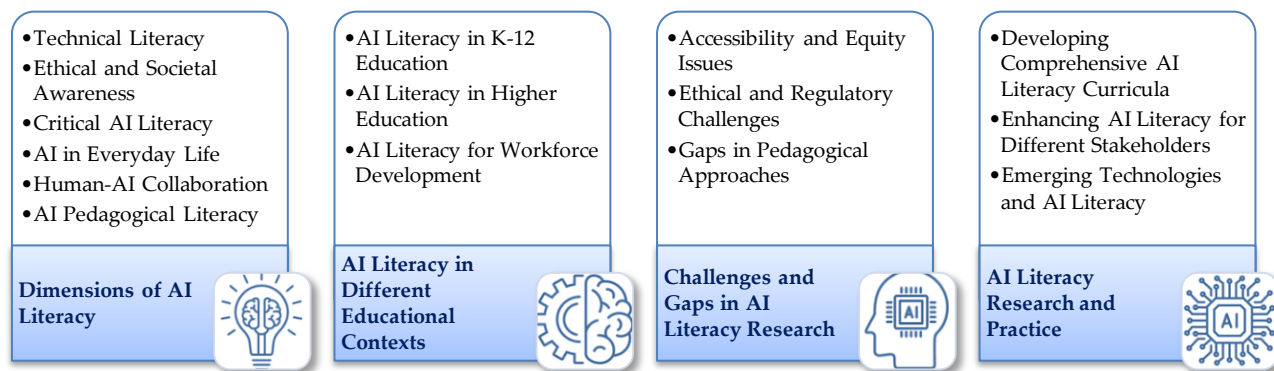 •Technical Literacy
•Ethical and Societal
Awareness
•Critical AI Literacy
•AI in Everyday Life
•Human-AI Collaboration
•AI Pedagogical Literacy
Dimensions of AI
Literacy
•AI Literacy in K-12
Education
•AI Literacy in Higher
Education
•AI Literacy for Workforce
Development
AI Literacy in
Different
Educational
Contexts
•Accessibility and Equity
Issues
•Ethical and Regulatory
Challenges
•Gaps in Pedagogical
Approaches
Challenges and
Gaps in AI
Literacy Research
AI
•Developing
Comprehensive AI
Literacy Curricula
•Enhancing AI Literacy for
Different Stakeholders
•Emerging Technologies
and AI Literacy
AI Literacy
Research and
Practice
AI